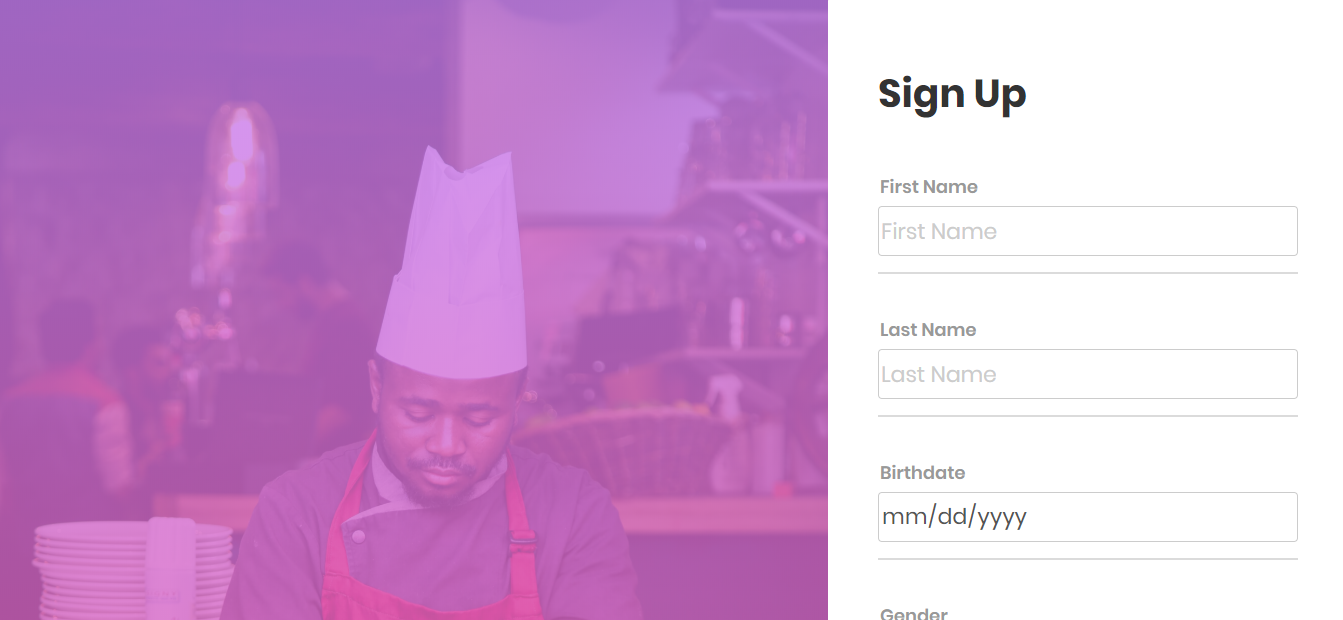 Sign Up
First Name
First Name
Last Name
Last Name
Birthdate
mm/dd/yyyy
Gender